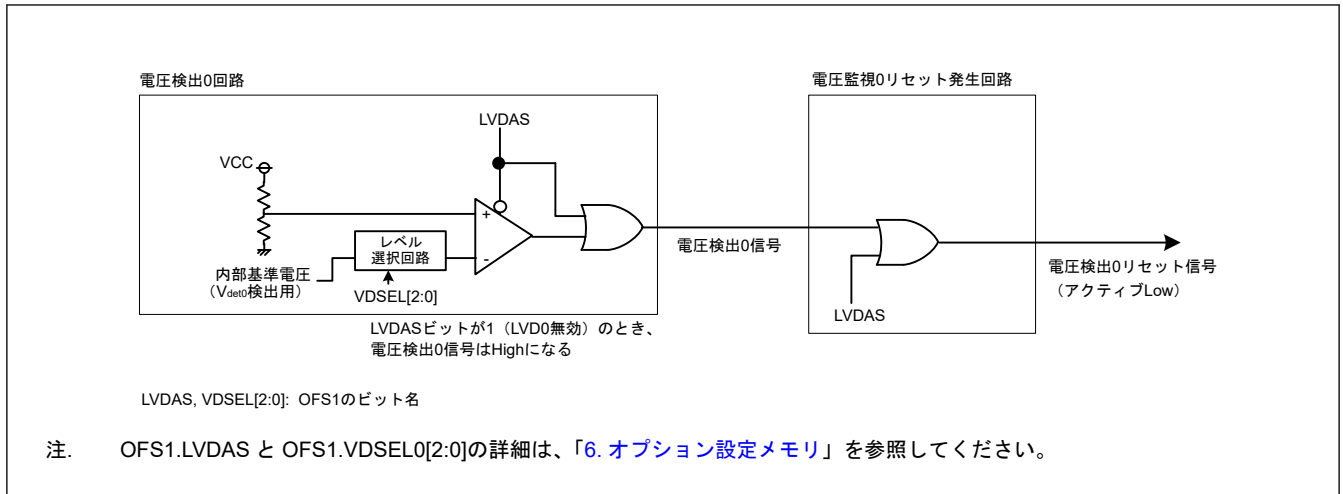 電圧検出0回路
電圧監視0リセット発生回路
LVDAS
VCC
+
レベル
選択回路
-
内部基準電圧
（Vdet0検出用）
VDSEL[2:0]
電圧検出0信号
LVDAS
電圧検出0リセット信号
（アクティブLow）
LVDASビットが1（LVD0無効）のとき、
電圧検出0信号はHighになる
LVDAS, VDSEL[2:0]: OFS1のビット名
注. OFS1.LVDAS と OFS1.VDSEL0[2:0]の詳細は、「6. オプション設定メモリ」を参照してください。